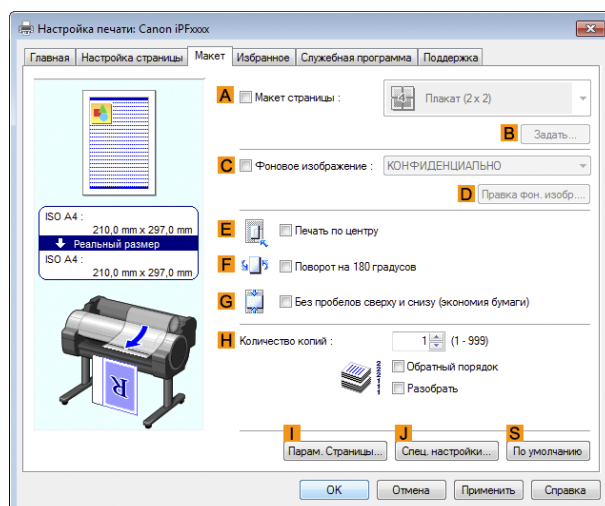 Настройка печати: Canon iPFxxxx
Главная Настройка страницы Макет Избранное Служебная программа Поддержка
A Макет страницы : 4 Плакат (2 x 2)
B Задать...
C Фоновое изображение : КОНФИДЕНЦИАЛЬНО
D Правка фон. изобр....
ISO A4 :
210,0 mm x 297,0 mm
Реальный размер
ISO A4 :
210,0 mm x 297,0 mm
E Печать по центру
F Поворот на 180 градусов
G Без пробелов сверху и снизу (экономия бумаги)
H Количество копий : 1 (1 - 999)
Обратный порядок
Разобрать
R
I J S
Парам. Страницы... Спец. настройки... По умолчанию
OK Отмена Применить Справка